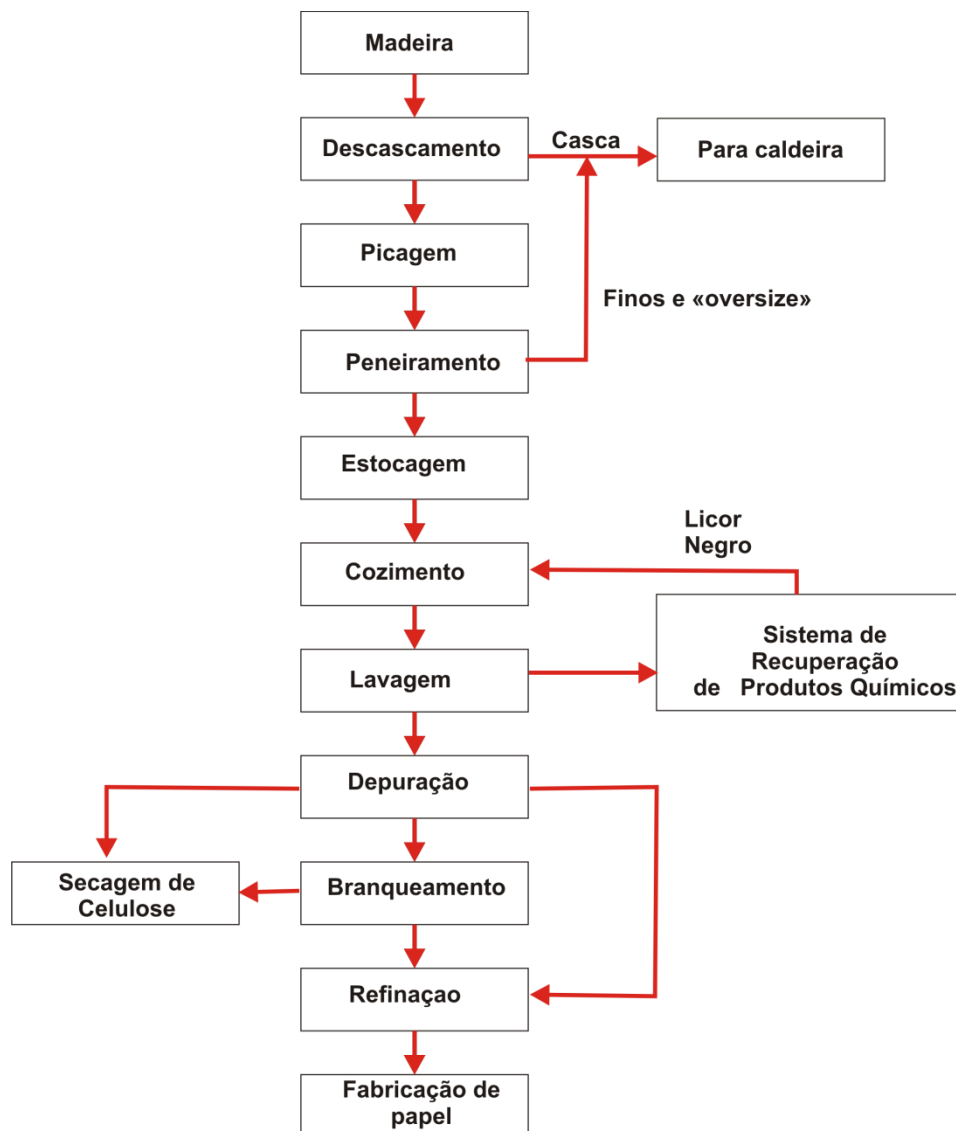 Madeira
Descascamento
Casca
Para caldeira
Picagem
Finos e «oversize»
Peneiramento
Estocagem
Licor
Negro
Cozimento
Sistema de
Recuperação
de Produtos Químicos
Lavagem
Depuração
Secagem de
Celulose
Branqueamento
Refinaçao
Fabricação de
papel